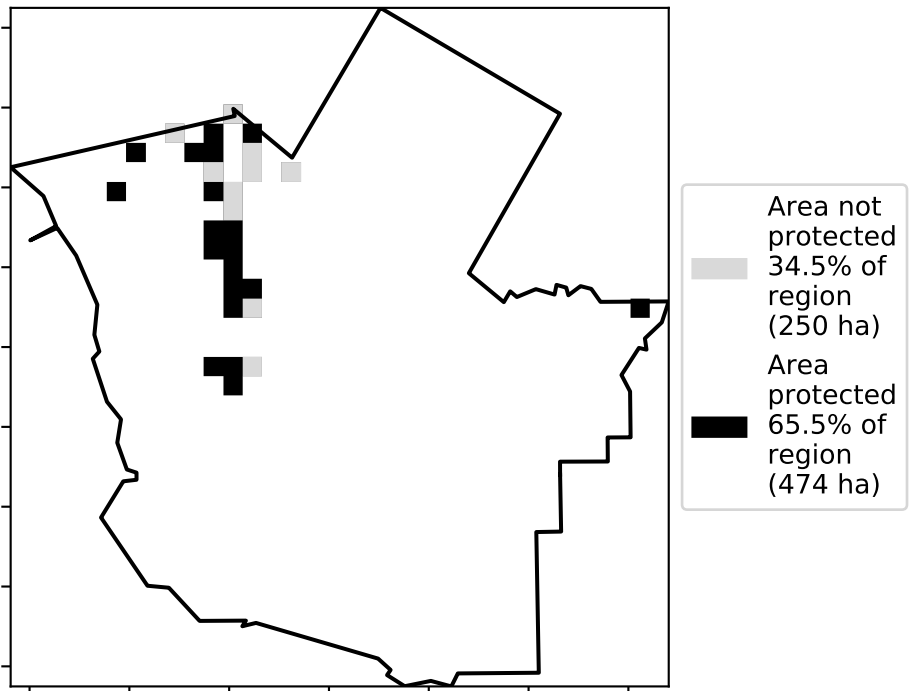 Area not
protected
34.5% of
region
(250 ha)
Area
protected
65.5% of
region
(474 ha)